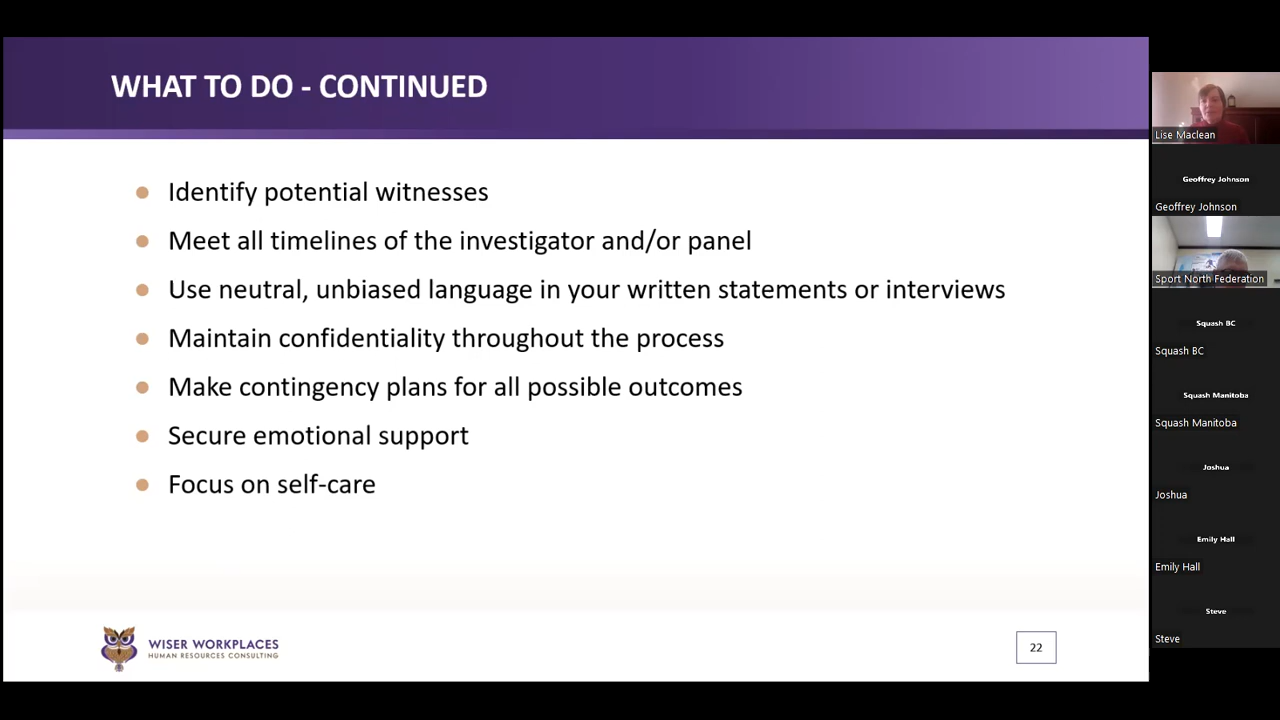 WHAT TO DO - CONTINUED
Identify potential witnesses
Meet all timelines of the investigator and/or panel
Use neutral, unbiased language in your written statements or interviews
Maintain confidentiality throughout the process
Make contingency plans for all possible outcomes
Secure emotional support
Focus on self-care
WISER WORKPLACES
HUMAN RESOURCES CONSULTING
22
Lise Maclean
Geoffrey Johnson
Geoffrey Johnson
Sport North Federation
Squash BC
Squash BC
Squash Manitoba
Squash Manitoba
Joshua
Joshua
Emily Hall
Emily Hall
Steve
Steve